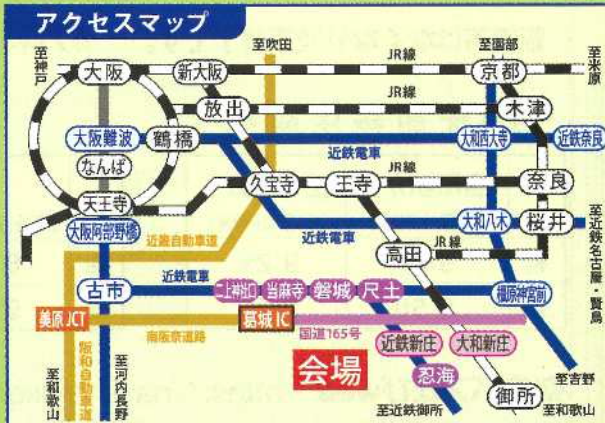 アクセスマップ
至神戸
大阪
新大阪
至吹田
JR線
至園部
京都
至米原
放出
JR線
木津
大阪難波
鶴橋
近鉄電車
大和西大寺
近鉄奈良
なんば
JR線
天王寺
久宝寺
王寺
奈良
大阪阿部野橋
近畿自動車道
近鉄電車
大和八木
桜井
至近鉄名古屋・賢島
高田
JR線
古市
近鉄電車
二上神社口
当麻寺
磐城
尺土
橿原神宮前
美原JCT
南阪奈道路
葛城IC
国道165号
阪和自動車道
会場
近鉄新庄
大和新庄
忍海
至吉野
至和歌山
至河内長野
至近鉄御所
御所
至和歌山